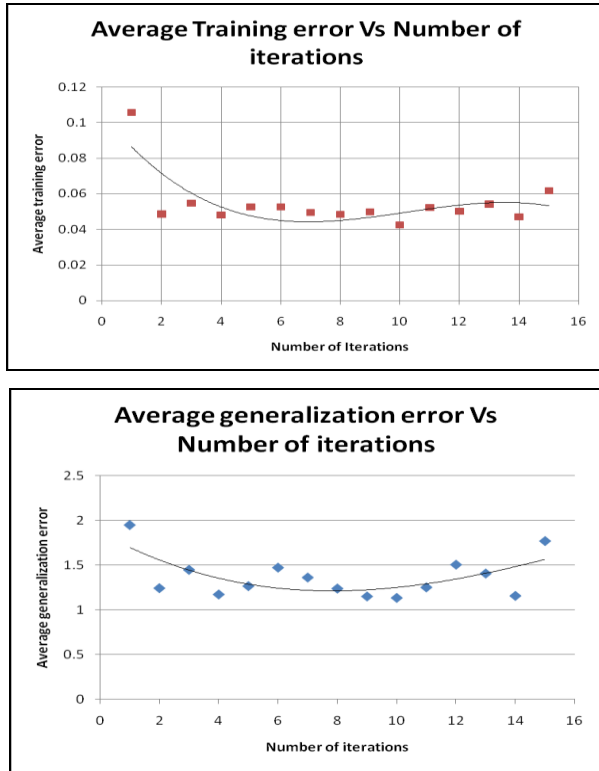 Average Training error Vs Number of
iterations
0.12
0.1
0.08
0.06
0.04
0.02
0
Average training error
0 2 4 6 8 10 12 14 16
Number of Iterations
Average generalization error Vs
Number of iterations
2.5
2
1.5
1
0.5
0
Average generalization error
0 2 4 6 8 10 12 14 16
Number of iterations